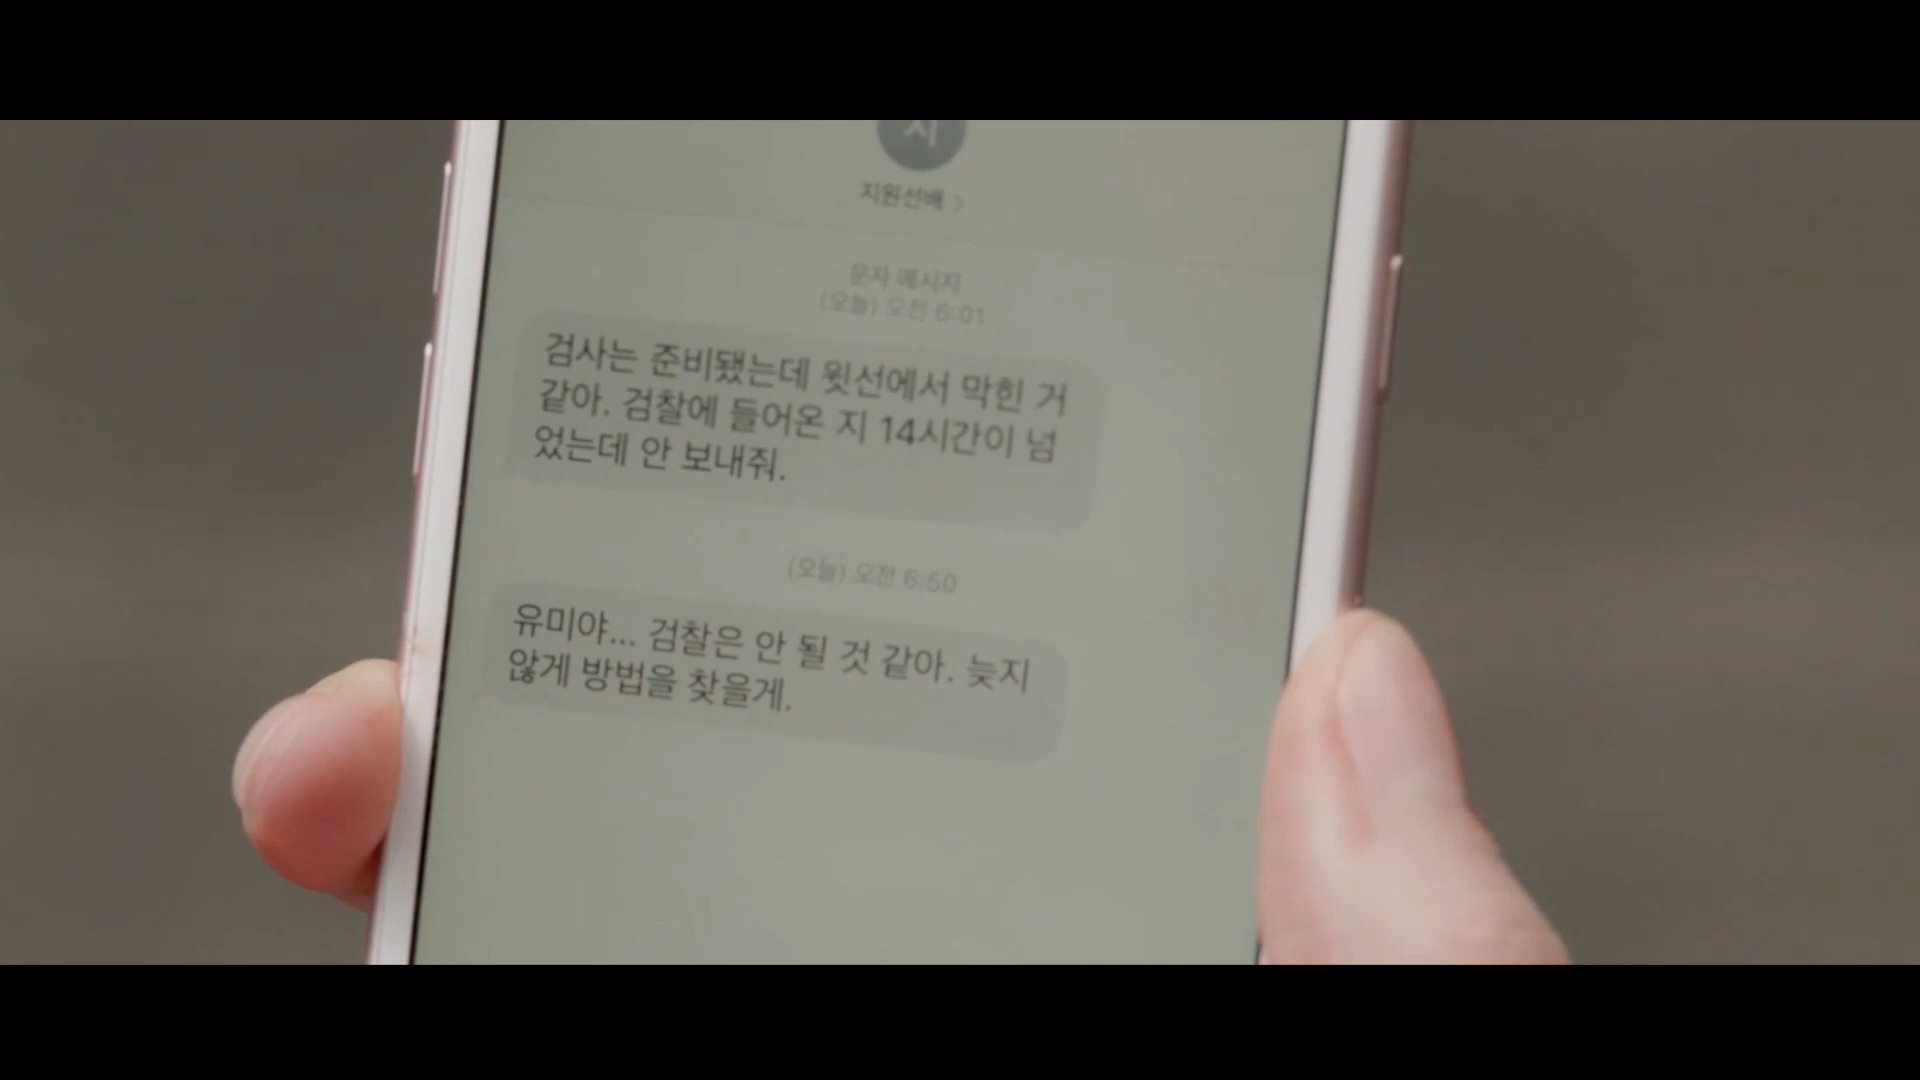 지
지원선배 >
문자 메시지
(오늘) 오전 6:01
검사는 준비됐는데 윗선에서 막힌 거
같아. 검찰에 들어온 지 14시간이 넘
었는데 안 보내줘.
(오늘) 오전 6:50
유미야... 검찰은 안 될 것 같아. 늦지
않게 방법을 찾을게.